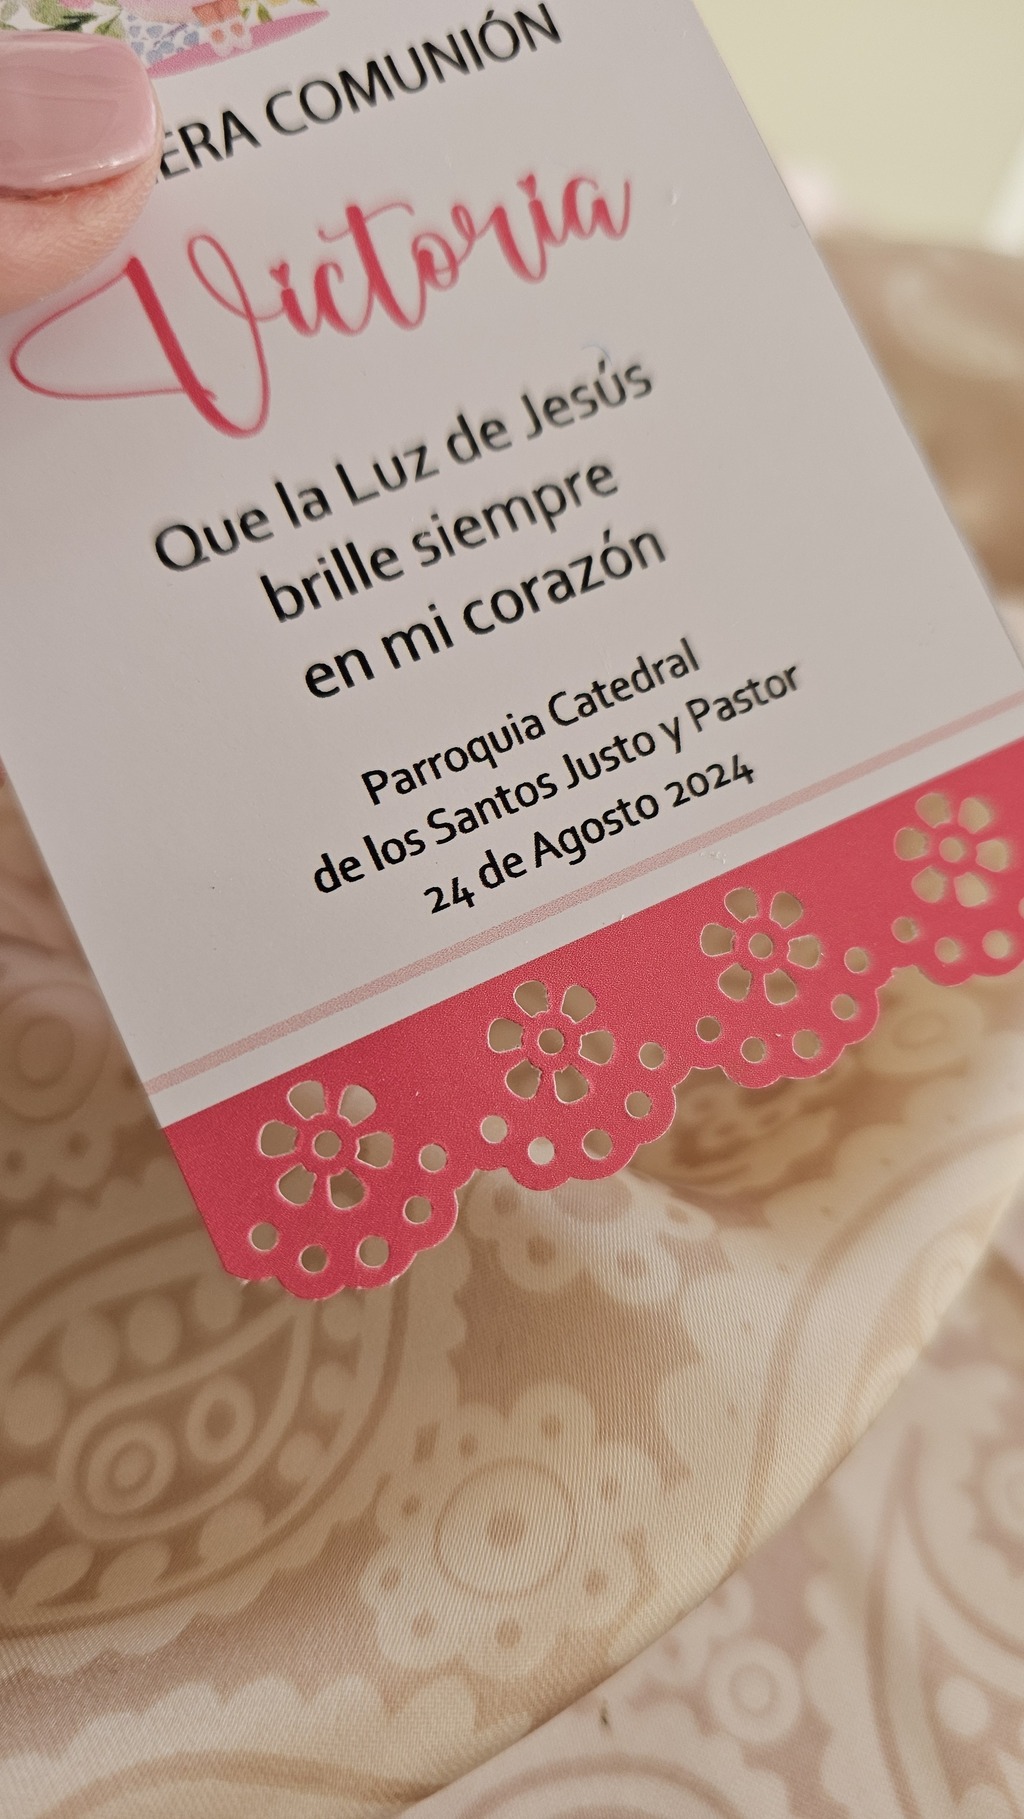 ERA COMUNIÓN
Victoria
Que la Luz de Jesús
brille siempre
en mi corazón
Parroquia Catedral
de los Santos Justo y Pastor
24 de Agosto 2024